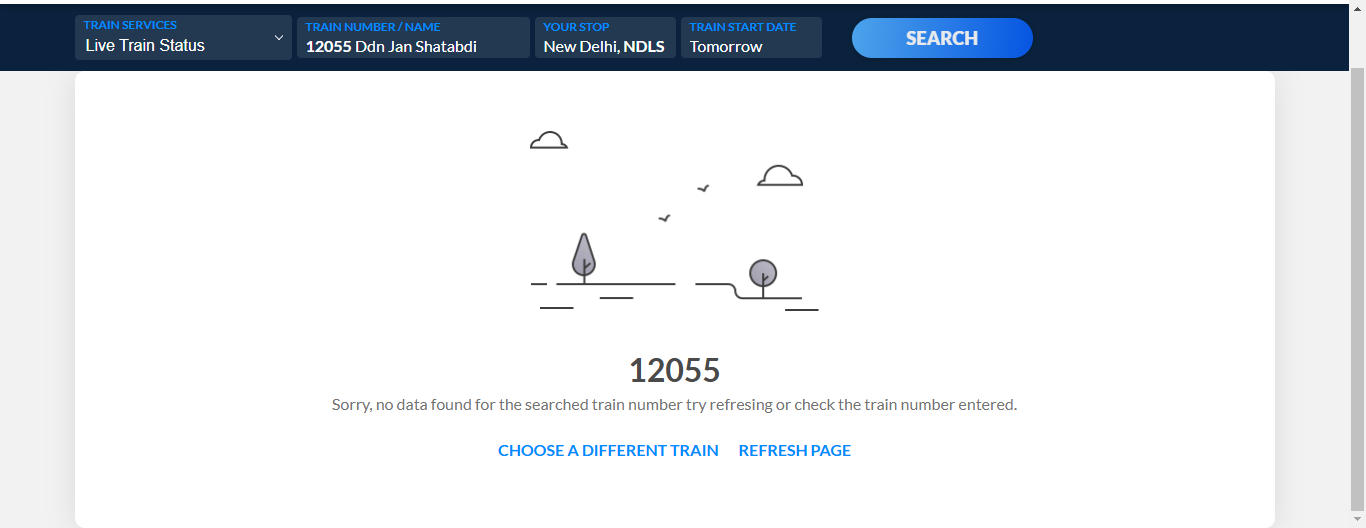 TRAIN SERVICES
Live Train Status
TRAIN NUMBER / NAME
12055 Ddn Jan Shatabdi
YOUR STOP
New Delhi, NDLS
TRAIN START DATE
Tomorrow
SEARCH
12055
Sorry, no data found for the searched train number try refresing or check the train number entered.
CHOOSE A DIFFERENT TRAIN
REFRESH PAGE